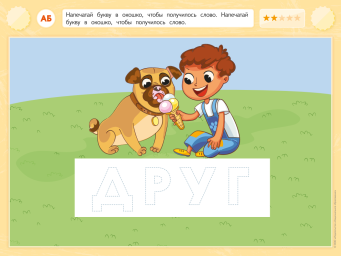 АБ
Напечатай букву в окошко, чтобы получилось слово. Напечатай
букву в окошко, чтобы получилось слово.
ДРУГ